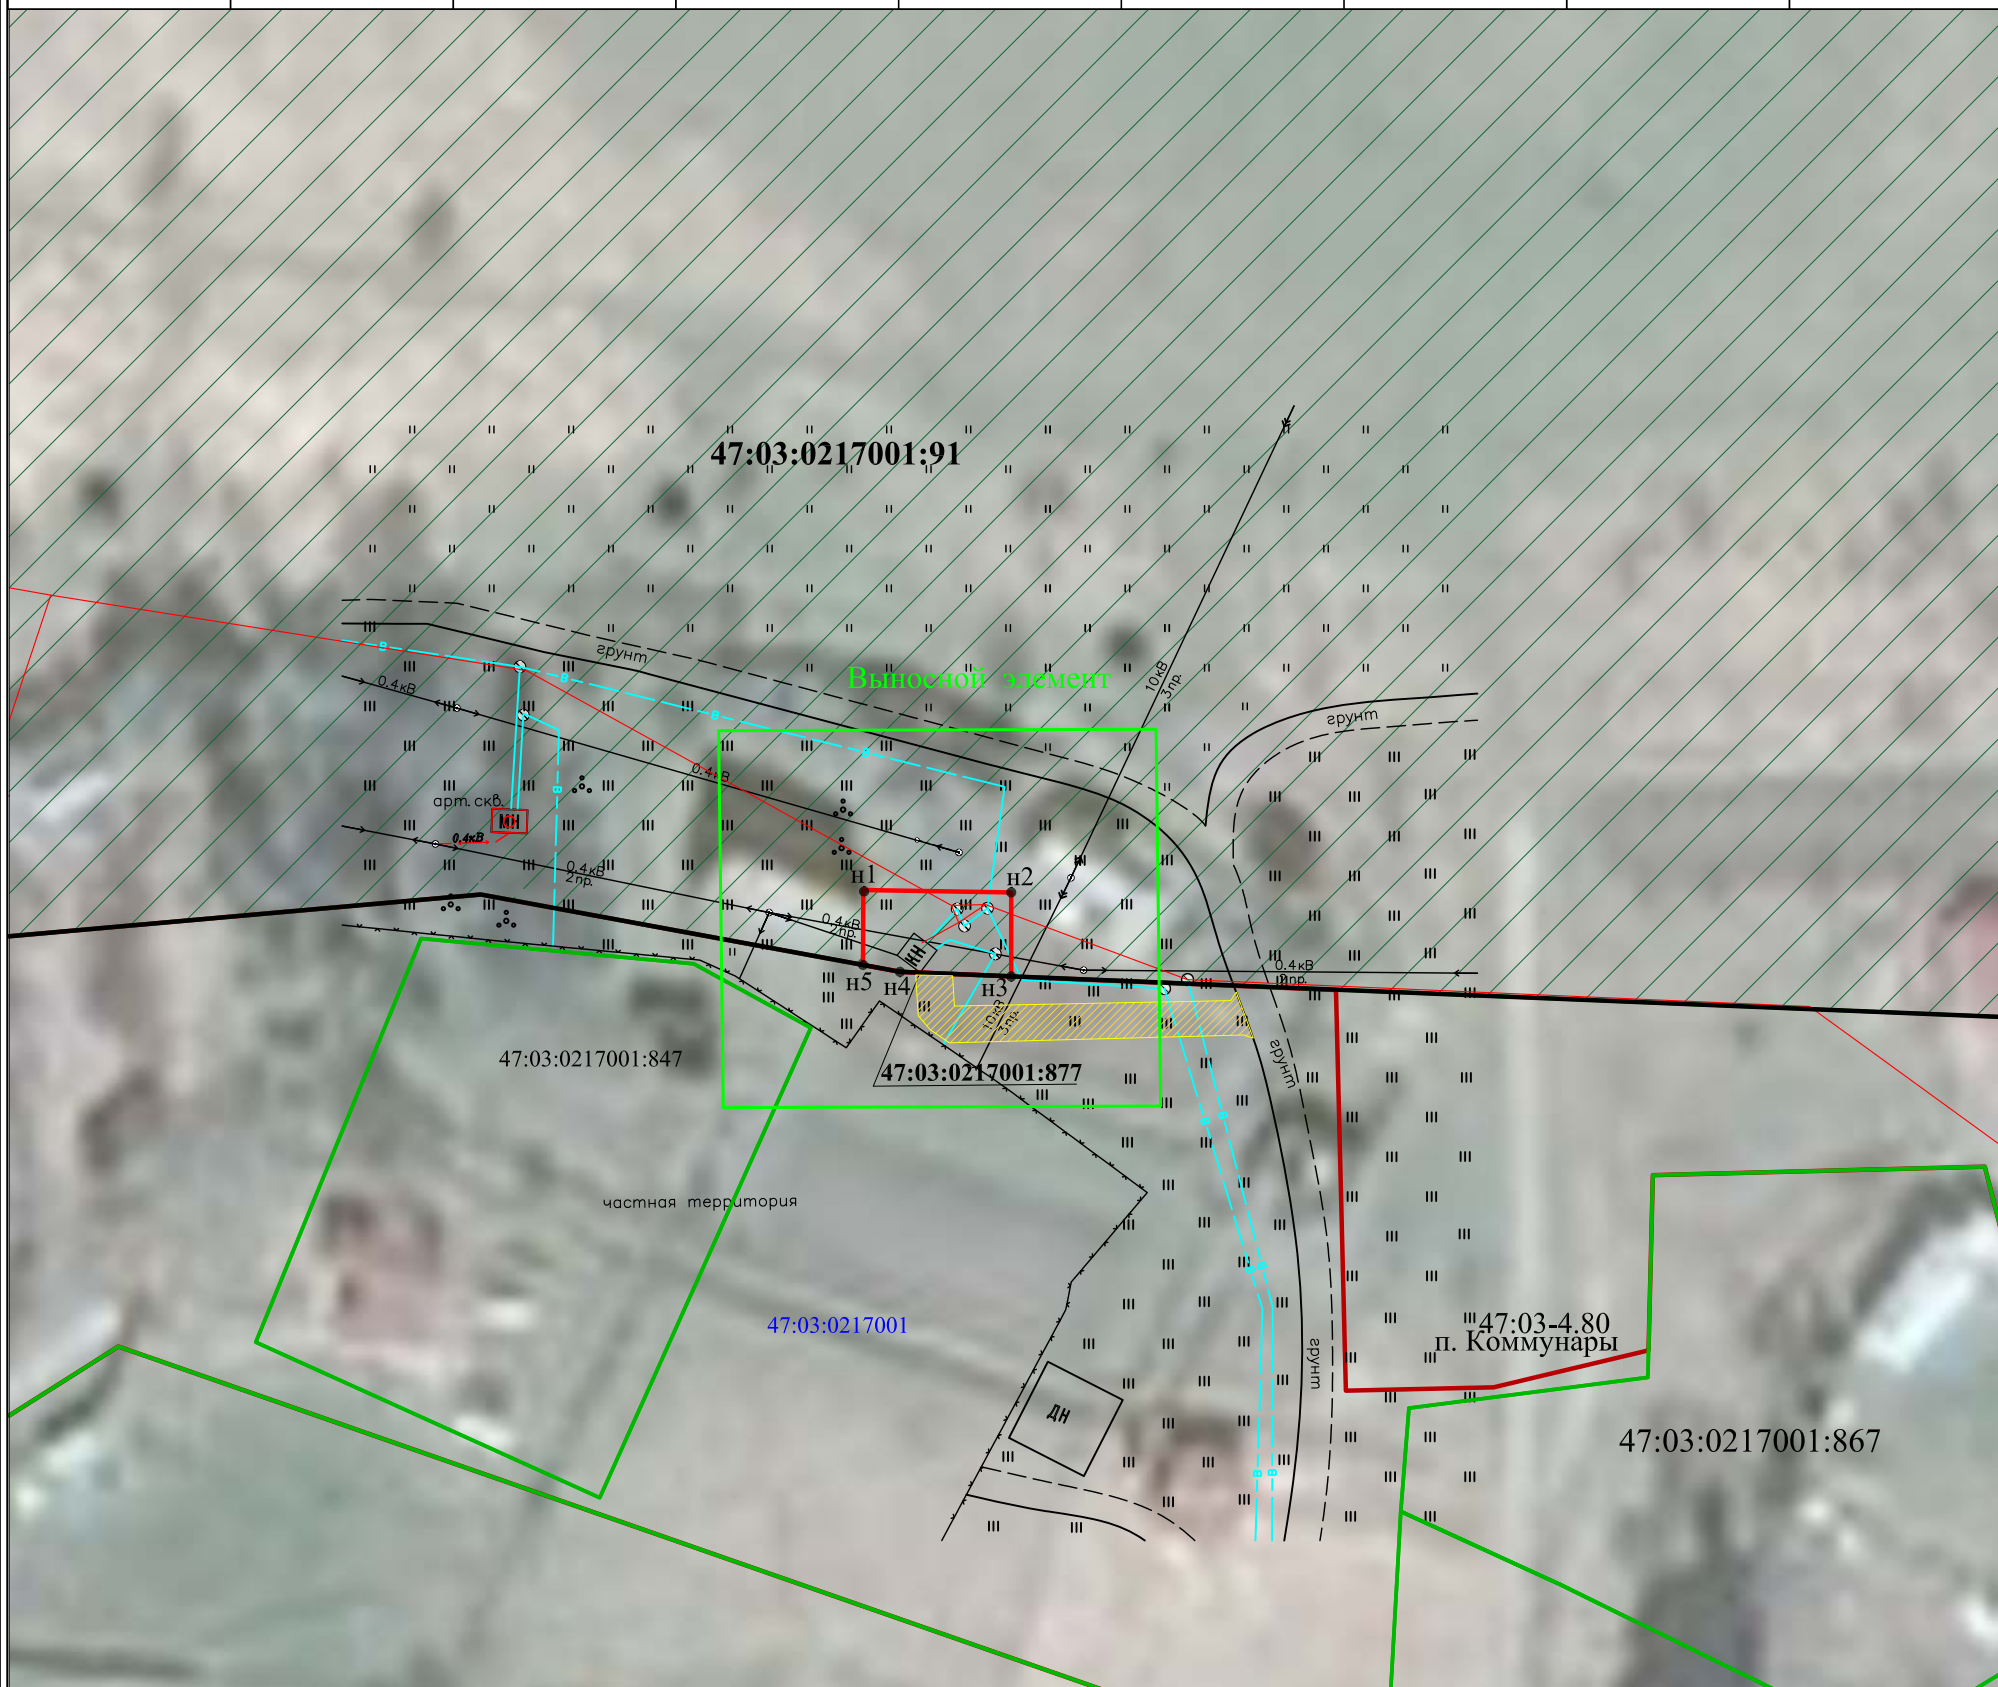 47:03:0217001:91
грунт
В
10кВ
3пр.
Выносной элемент
0.4кВ
В
В
грунт
В
0.4кВ
арт. скв.
В
0.4кВ
0.4кВ
2пр.
н1
н2
0.4кВ
2пр.
КН
0.4кВ
н5
н4
н3
10кВ
3пр.
47:03:0217001:847
47:03:0217001:877
грунт
В
В
частная территория
В
В
47:03:0217001
47:03-4.80
п. Коммунары
грунт
ДН
47:03:0217001:867
В
В